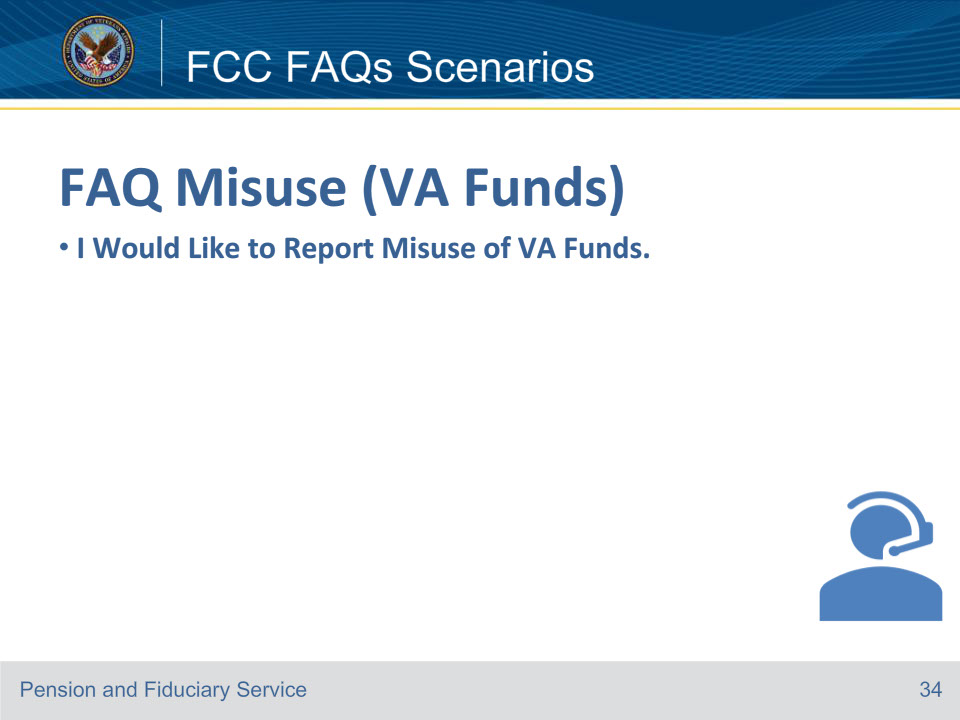 FCC FAQs Scenarios
FAQ Misuse (VA Funds)
• I Would Like to Report Misuse of VA Funds.
Pension and Fiduciary Service
34